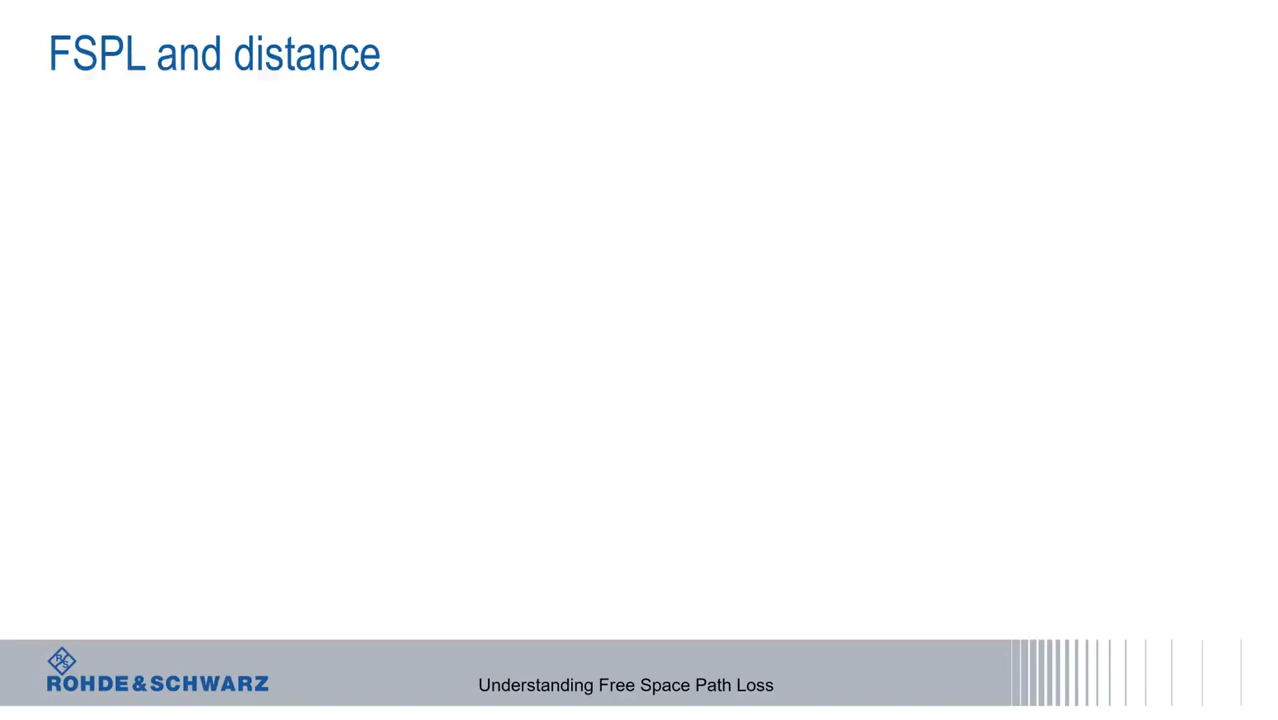 FSPL and distance
R
S
ROHDE&SCHWARZ
Understanding Free Space Path Loss